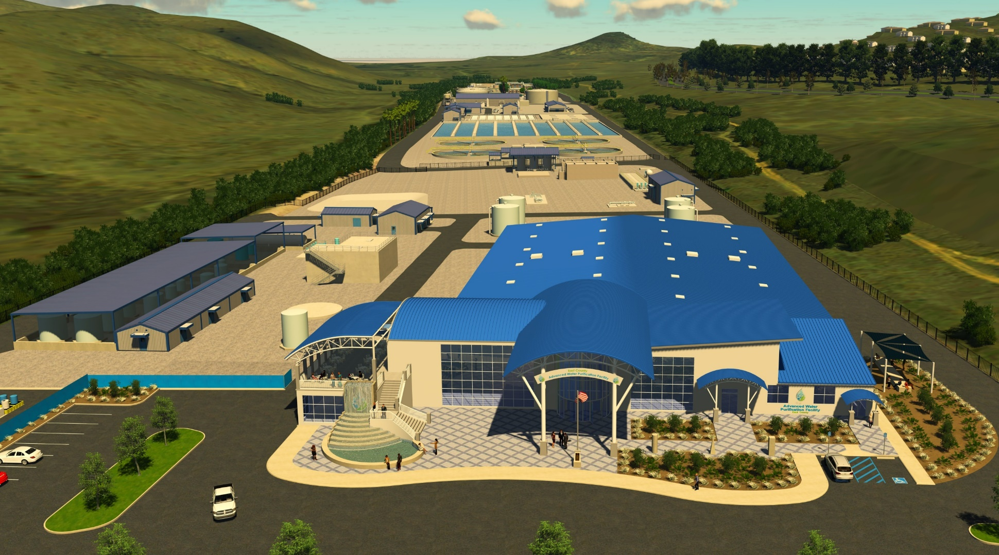 East County
Advanced Water Purification Facility
Advanced Water
Purification Facility
East County